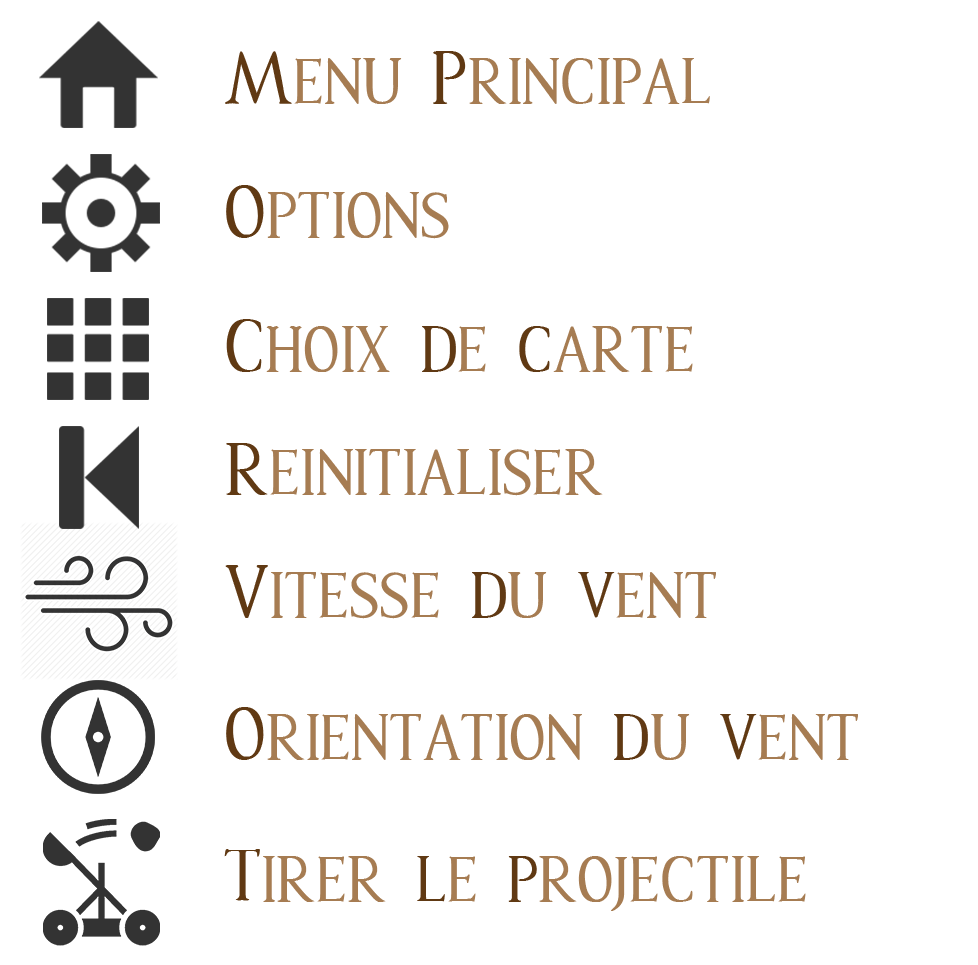 Menu Principal
Options
Choix de carte
Reinitialiser
Vitesse du vent
Orientation du vent
Tirer le projectile